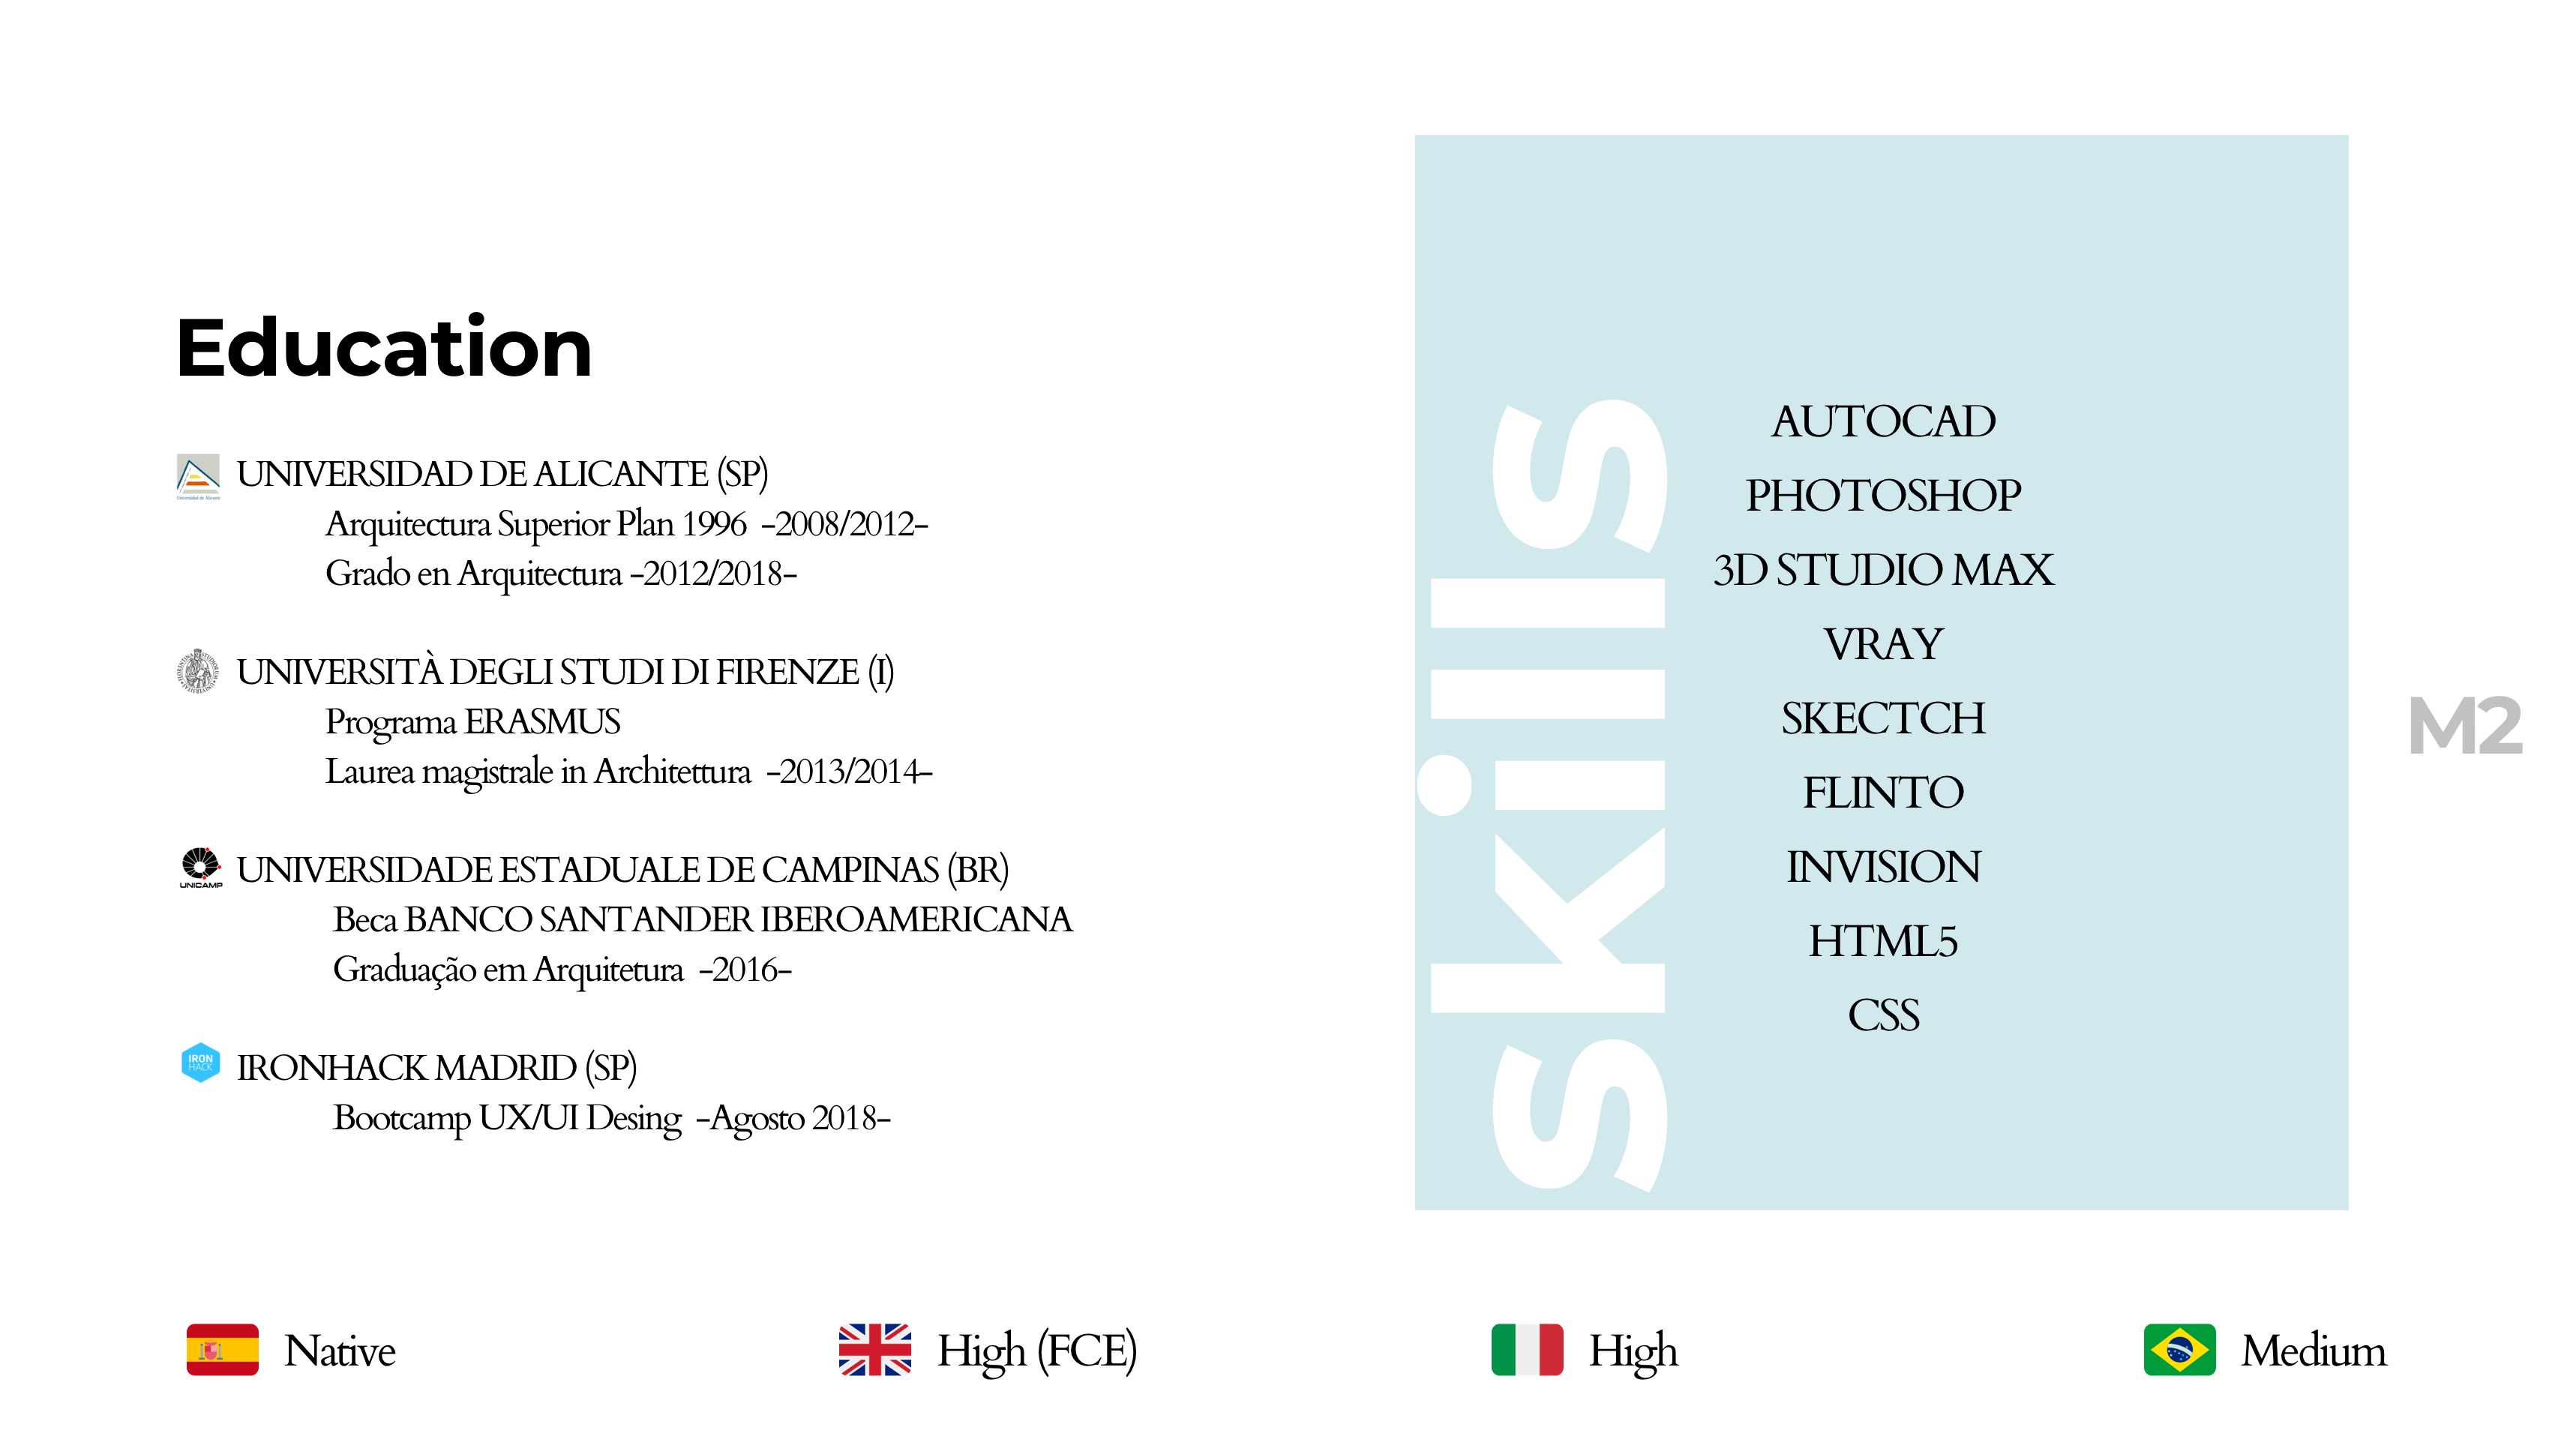 Education
UNIVERSIDAD DE ALICANTE (SP)
Arquitectura Superior Plan 1996 -2008/2012-
Grado en Arquitectura -2012/2018-
UNIVERSITÀ DEGLI STUDI DI FIRENZE (I)
Programa ERASMUS
Laurea magistrale in Architettura -2013/2014-
UNICAMP
UNIVERSIDADE ESTADUALE DE CAMPINAS (BR)
Beca BANCO SANTANDER IBEROAMERICANA
Graduação em Arquitetura -2016-
IRON
HACK
IRONHACK MADRID (SP)
Bootcamp UX/UI Desing -Agosto 2018-
skills
AUTOCAD
PHOTOSHOP
3D STUDIO MAX
VRAY
SKECTCH
FLINTO
INVISION
HTML5
CSS
M2
Native
High (FCE)
High
Medium